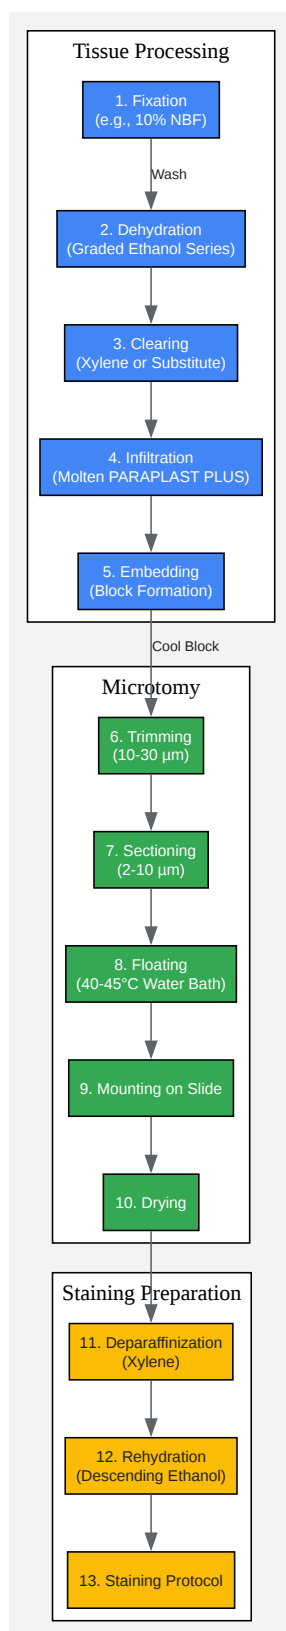 Tissue Processing
1. Fixation
(e.g., 10% NBF)
Wash
2. Dehydration
(Graded Ethanol Series)
3. Clearing
(Xylene or Substitute)
4. Infiltration
(Molten PARAPLAST PLUS)
5. Embedding
(Block Formation)
Cool Block
Microtomy
6. Trimming
(10-30 µm)
7. Sectioning
(2-10 µm)
8. Floating
(40-45°C Water Bath)
9. Mounting on Slide
10. Drying
Staining Preparation
11. Deparaffinization
(Xylene)
12. Rehydration
(Descending Ethanol)
13. Staining Protocol